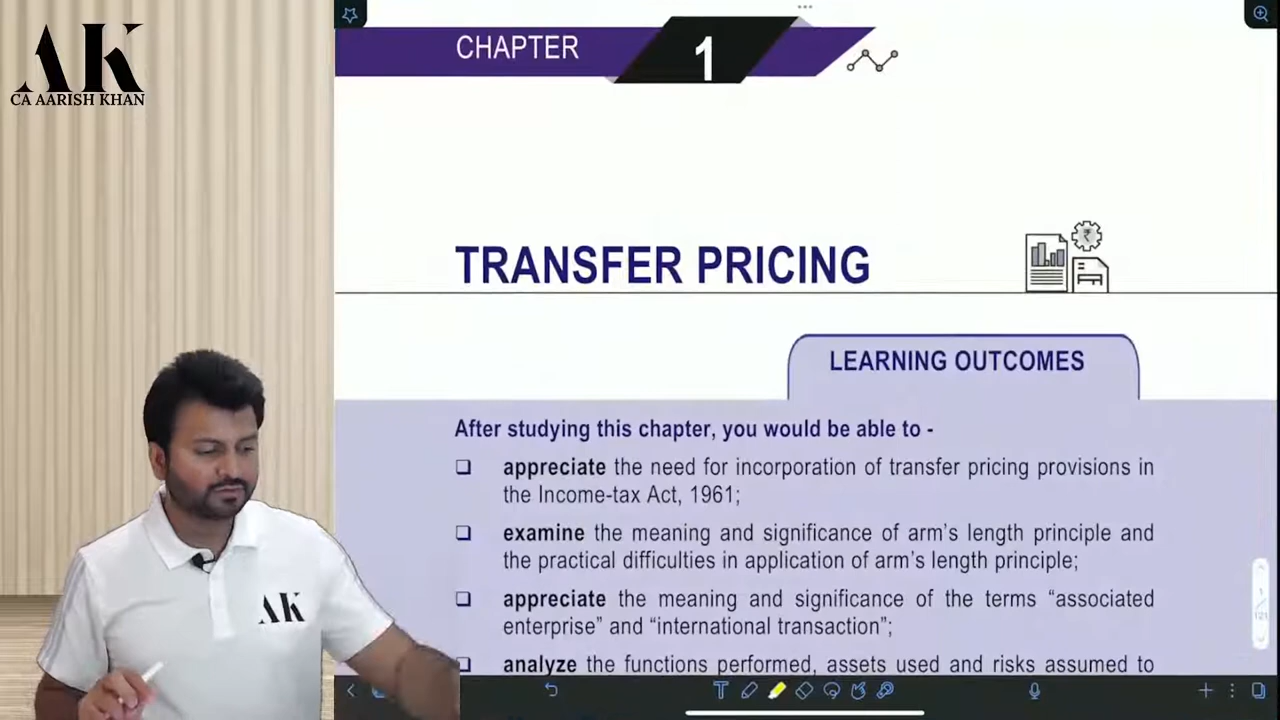 AK
CA AARISH KHAN
CHAPTER 1
TRANSFER PRICING
LEARNING OUTCOMES
After studying this chapter, you would be able to -
❑ appreciate the need for incorporation of transfer pricing provisions in
the Income-tax Act, 1961;
❑ examine the meaning and significance of arm's length principle and
the practical difficulties in application of arm's length principle;
❑ appreciate the meaning and significance of the terms “associated
enterprise” and “international transaction”;
❑ analyze the functions performed, assets used and risks assumed to
AK
1
121